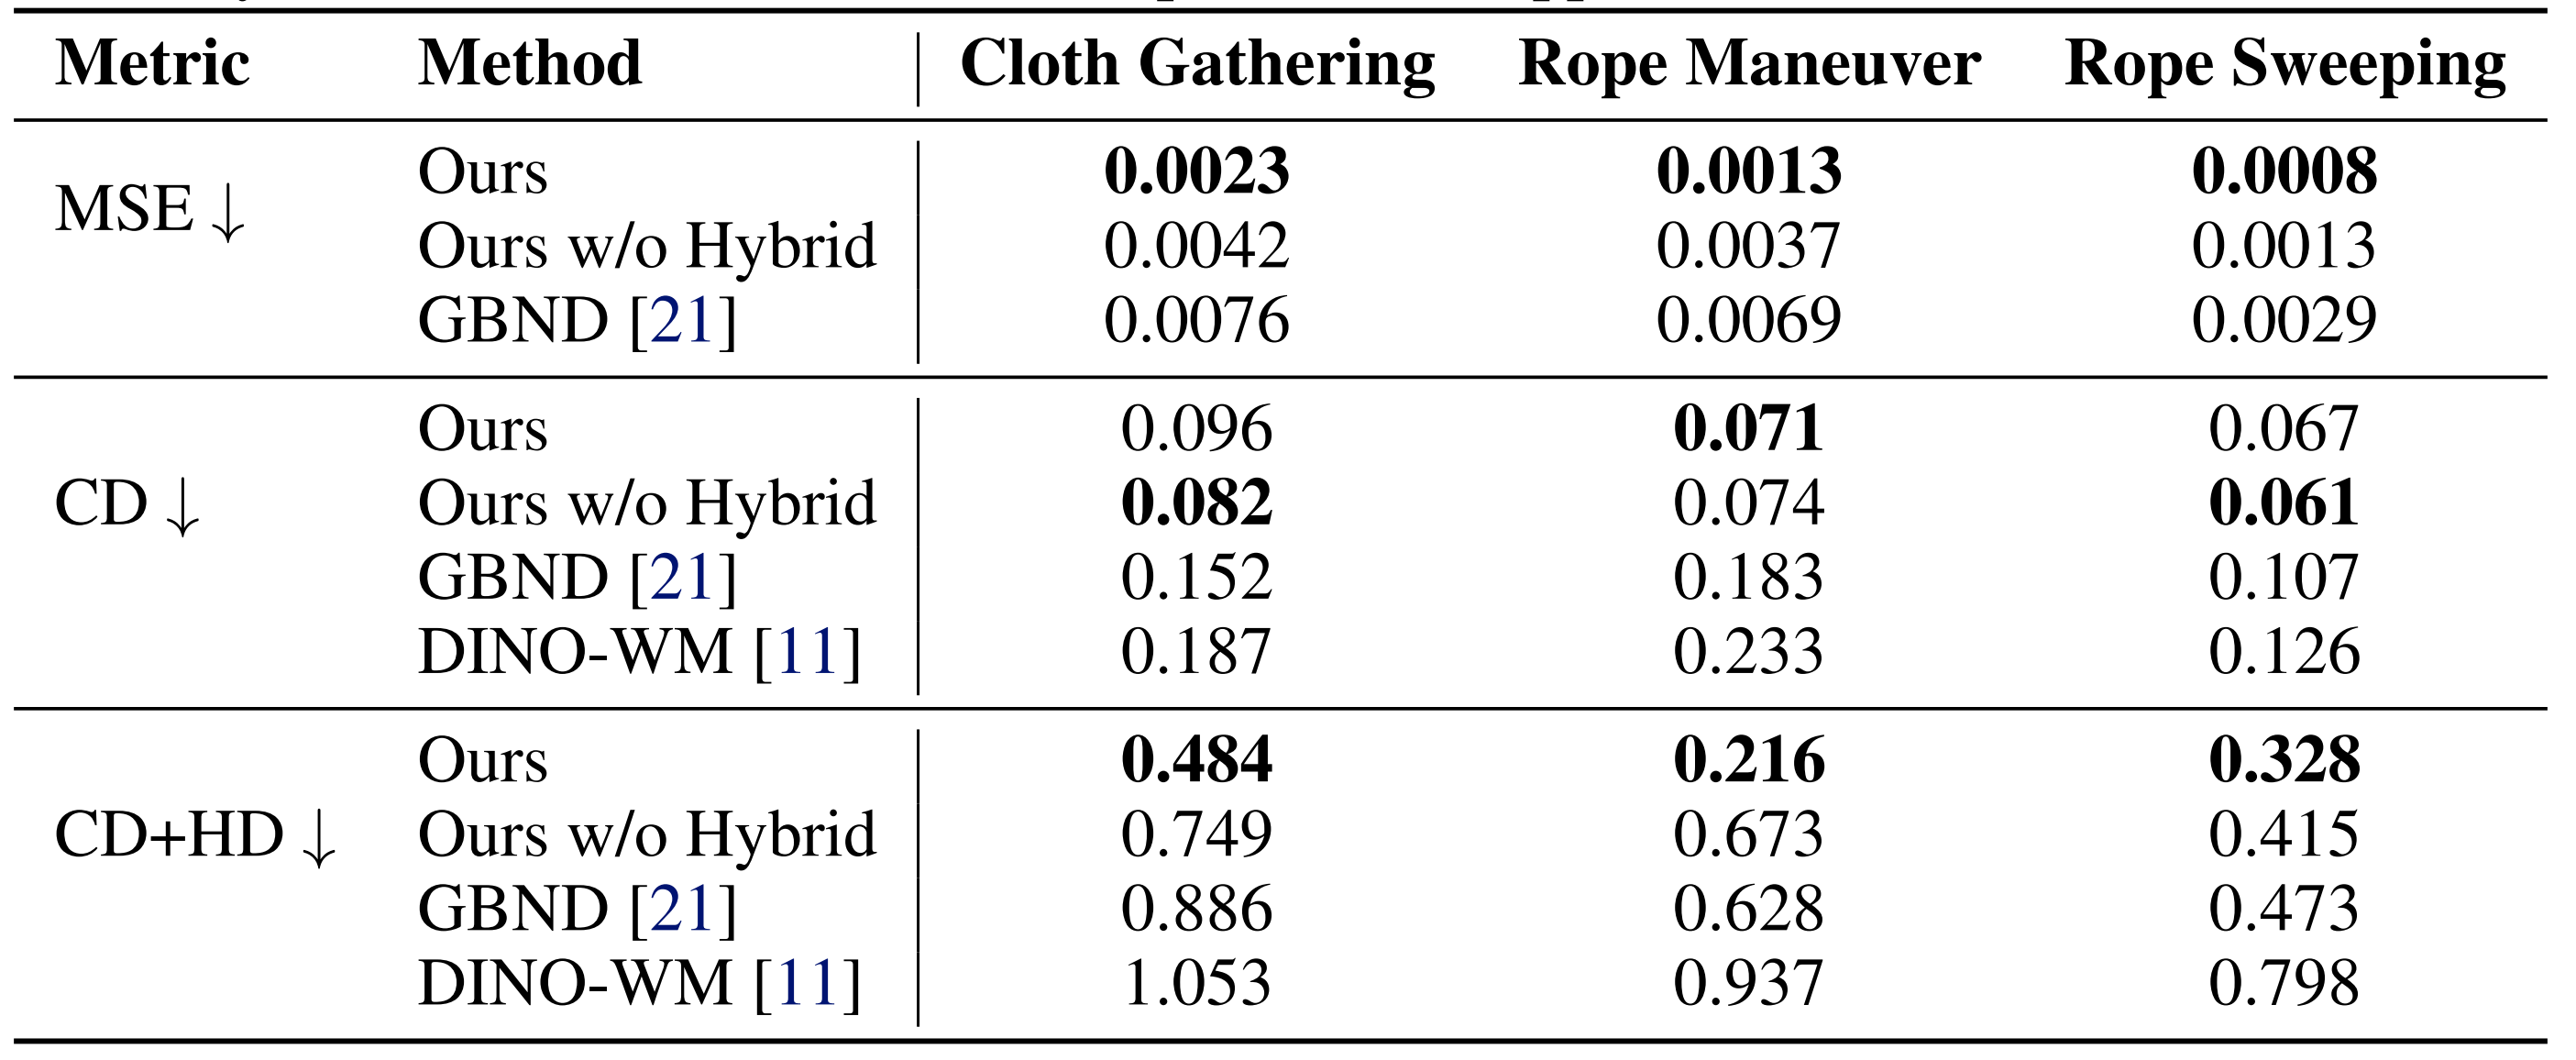 Metric Method Cloth Gathering Rope Maneuver Rope Sweeping
MSE ↓ Ours 0.0023 0.0013 0.0008
Ours w/o Hybrid 0.0042 0.0037 0.0013
GBND [21] 0.0076 0.0069 0.0029
CD ↓ Ours 0.096 0.071 0.067
Ours w/o Hybrid 0.082 0.074 0.061
GBND [21] 0.152 0.183 0.107
DINO-WM [11] 0.187 0.233 0.126
CD+HD ↓ Ours 0.484 0.216 0.328
Ours w/o Hybrid 0.749 0.673 0.415
GBND [21] 0.886 0.628 0.473
DINO-WM [11] 1.053 0.937 0.798